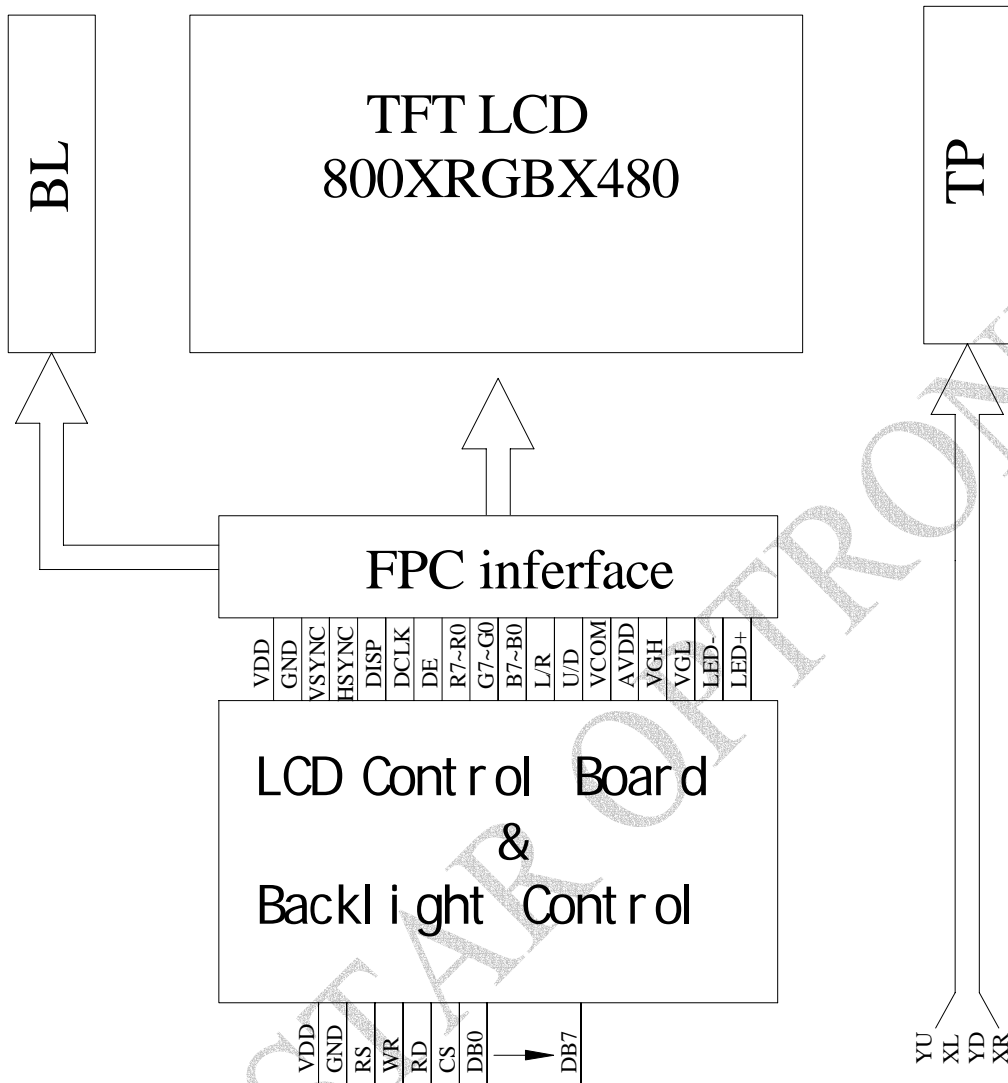 BL
TFT LCD
800XRGBX480
TP
FPC inferface
VDD
GND
VSYNC
HSYNC
DISP
DCLK
DE
R7~R0
G7~G0
B7~B0
L/R
U/D
VCOM
AVDD
VGH
VGL
LED-
LED+
LCD Control Board
&
Backlight Control
VDD
GND
RS
WR
RD
CS
DB0
DB7
YU
XL
YD
XR
STAR OPTRON